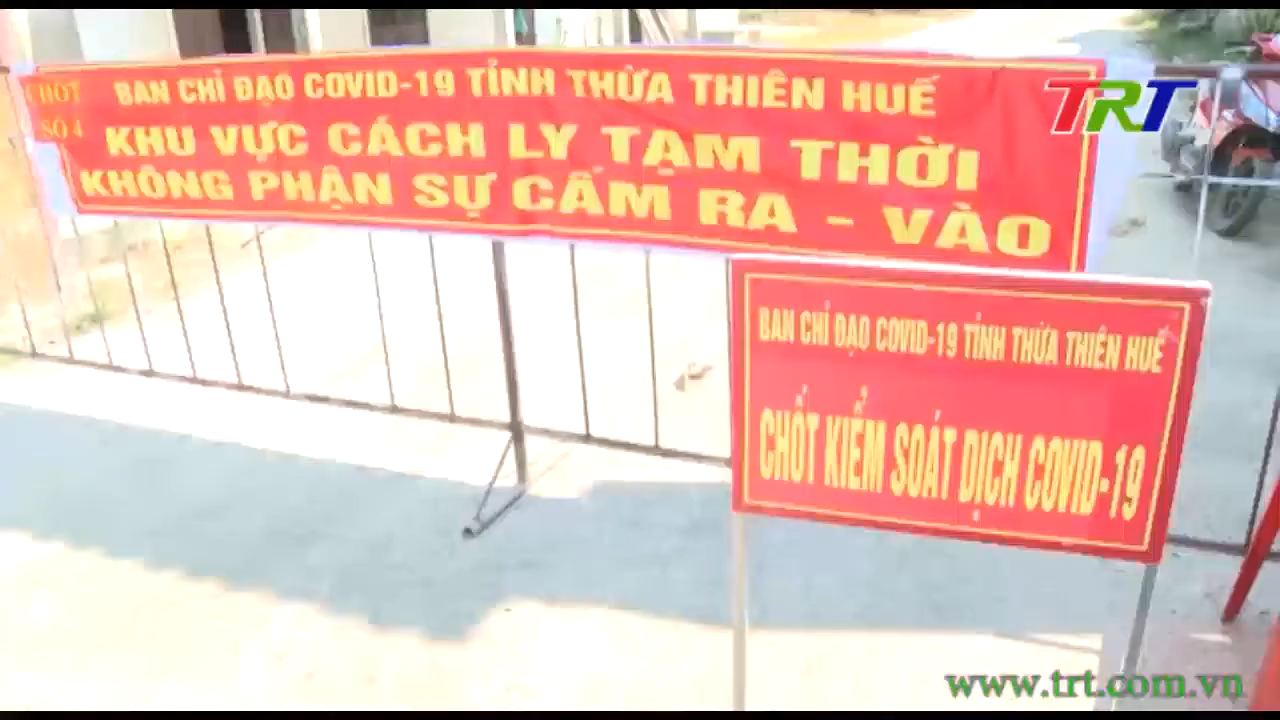 CHỐT
SỐ 4
BAN CHỈ ĐẠO COVID-19 TỈNH THỪA THIÊN HUẾ
KHU VỰC CÁCH LY TẠM THỜI
KHÔNG PHẬN SỰ CẤM RA - VÀO
TRT
BAN CHỈ ĐẠO COVID-19 TỈNH THỪA THIÊN HUẾ
CHỐT KIỂM SOÁT DỊCH COVID-19
www.trt.com.vn